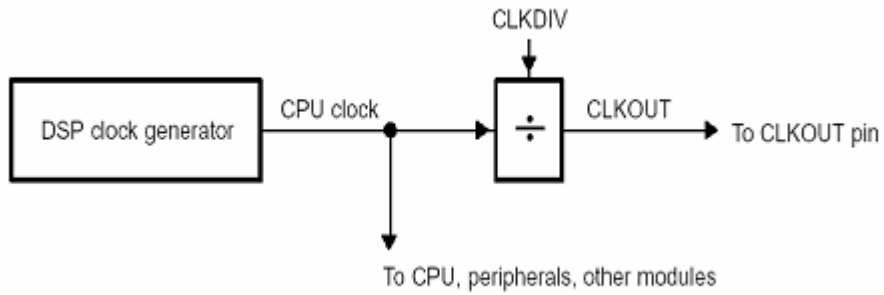 CLKDIV
DSP clock generator
CPU clock
÷
CLKOUT
To CLKOUT pin
To CPU, peripherals, other modules